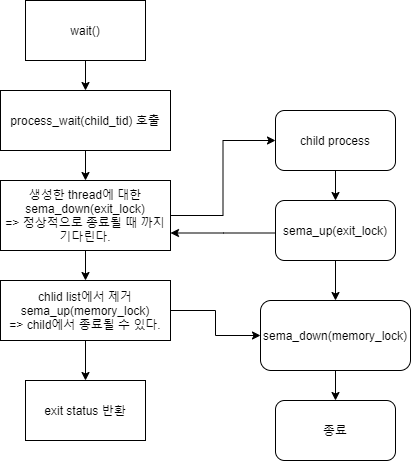 wait()
process_wait(child_tid) 호출
생성한 thread에 대한
sema_down(exit_lock)
=> 정상적으로 종료될 때 까지
기다린다.
chlid list에서 제거
sema_up(memory_lock)
=> child에서 종료될 수 있다.
exit status 반환
child process
sema_up(exit_lock)
sema_down(memory_lock)
종료